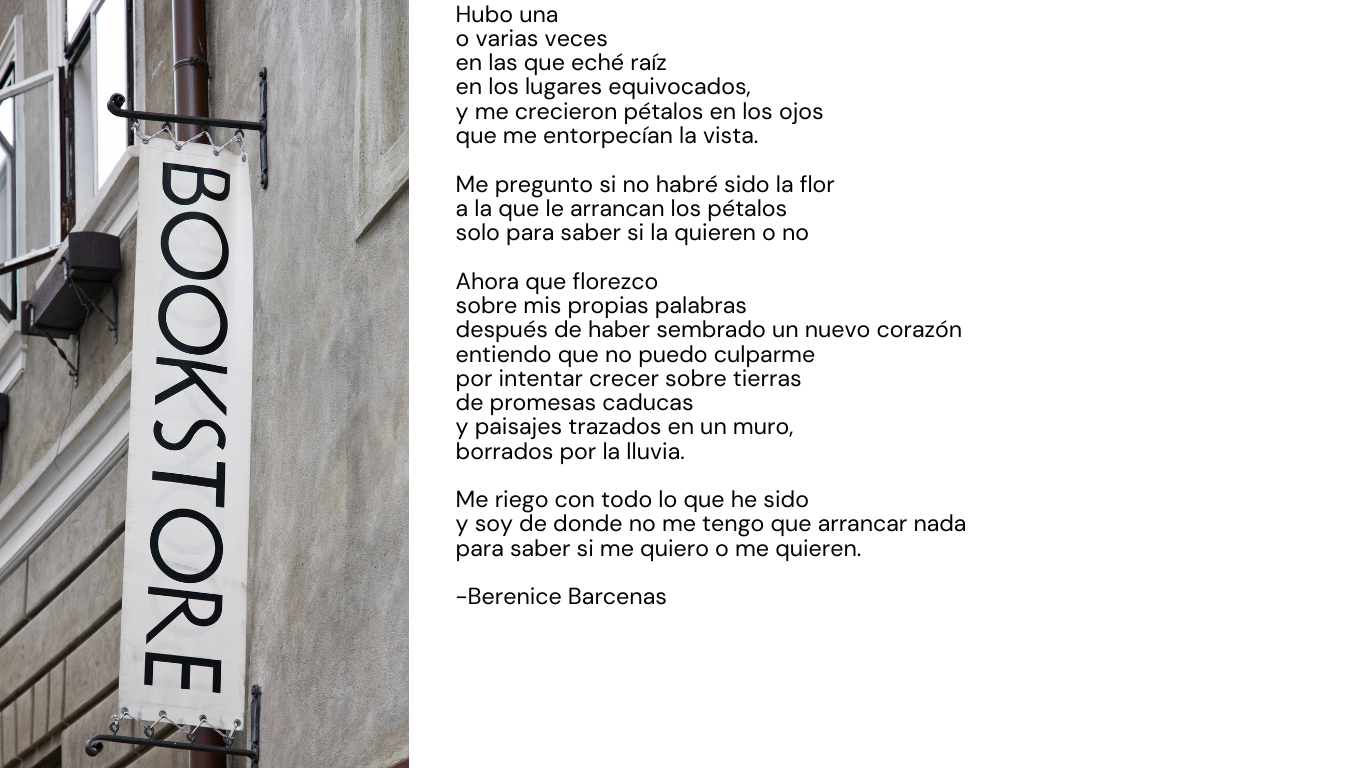 BOOKSTORE
Hubo una
o varias veces
en las que eché raíz
en los lugares equivocados,
y me crecieron pétalos en los ojos
que me entorpecían la vista.
Me pregunto si no habré sido la flor
a la que le arrancan los pétalos
solo para saber si la quieren o no
Ahora que florezco
sobre mis propias palabras
después de haber sembrado un nuevo corazón
entiendo que no puedo culparme
por intentar crecer sobre tierras
de promesas caducas
y paisajes trazados en un muro,
borrados por la lluvia.
Me riego con todo lo que he sido
y soy de donde no me tengo que arrancar nada
para saber si me quiero o me quieren.
-Berenice Barcenas